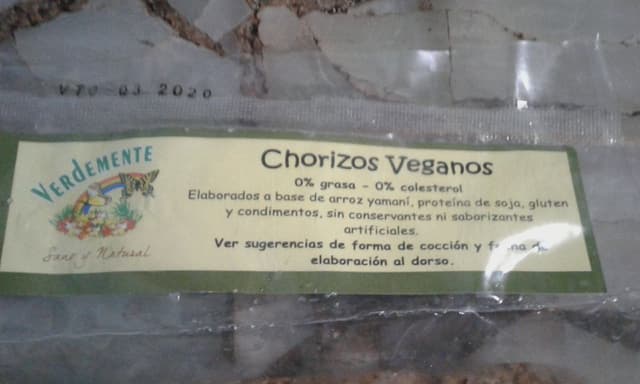 VTO 03 2020
VerdeMente
Sano y Natural
Chorizos Veganos
0% grasa - 0% colesterol
Elaborados a base de arroz yamaní, proteína de soja, gluten
y condimentos, sin conservantes ni saborizantes
artificiales.
Ver sugerencias de forma de cocción y
elaboración al dorso.